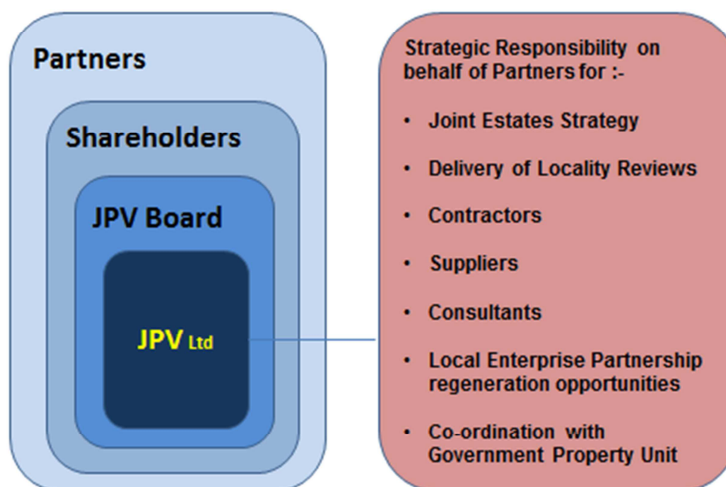 Partners
Shareholders
JPV Board
JPV Ltd
Strategic Responsibility on
behalf of Partners for :-
• Joint Estates Strategy
• Delivery of Locality Reviews
• Contractors
• Suppliers
• Consultants
• Local Enterprise Partnership
regeneration opportunities
• Co-ordination with
Government Property Unit